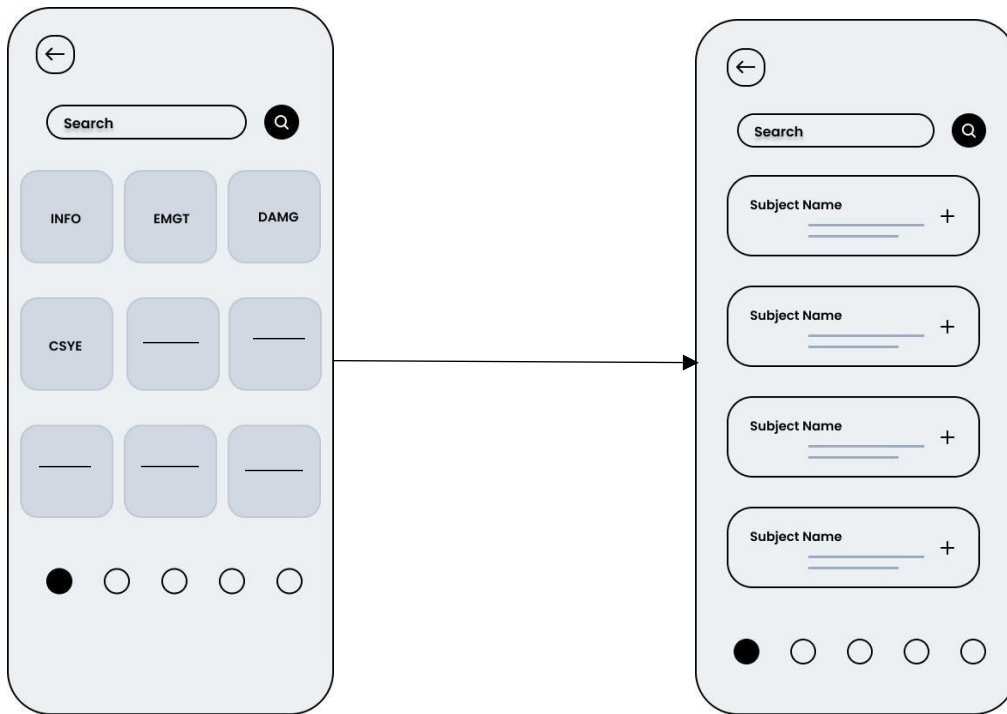 Search
INFO
EMGT
DAMG
CSYE
Search
Subject Name
Subject Name
Subject Name
Subject Name